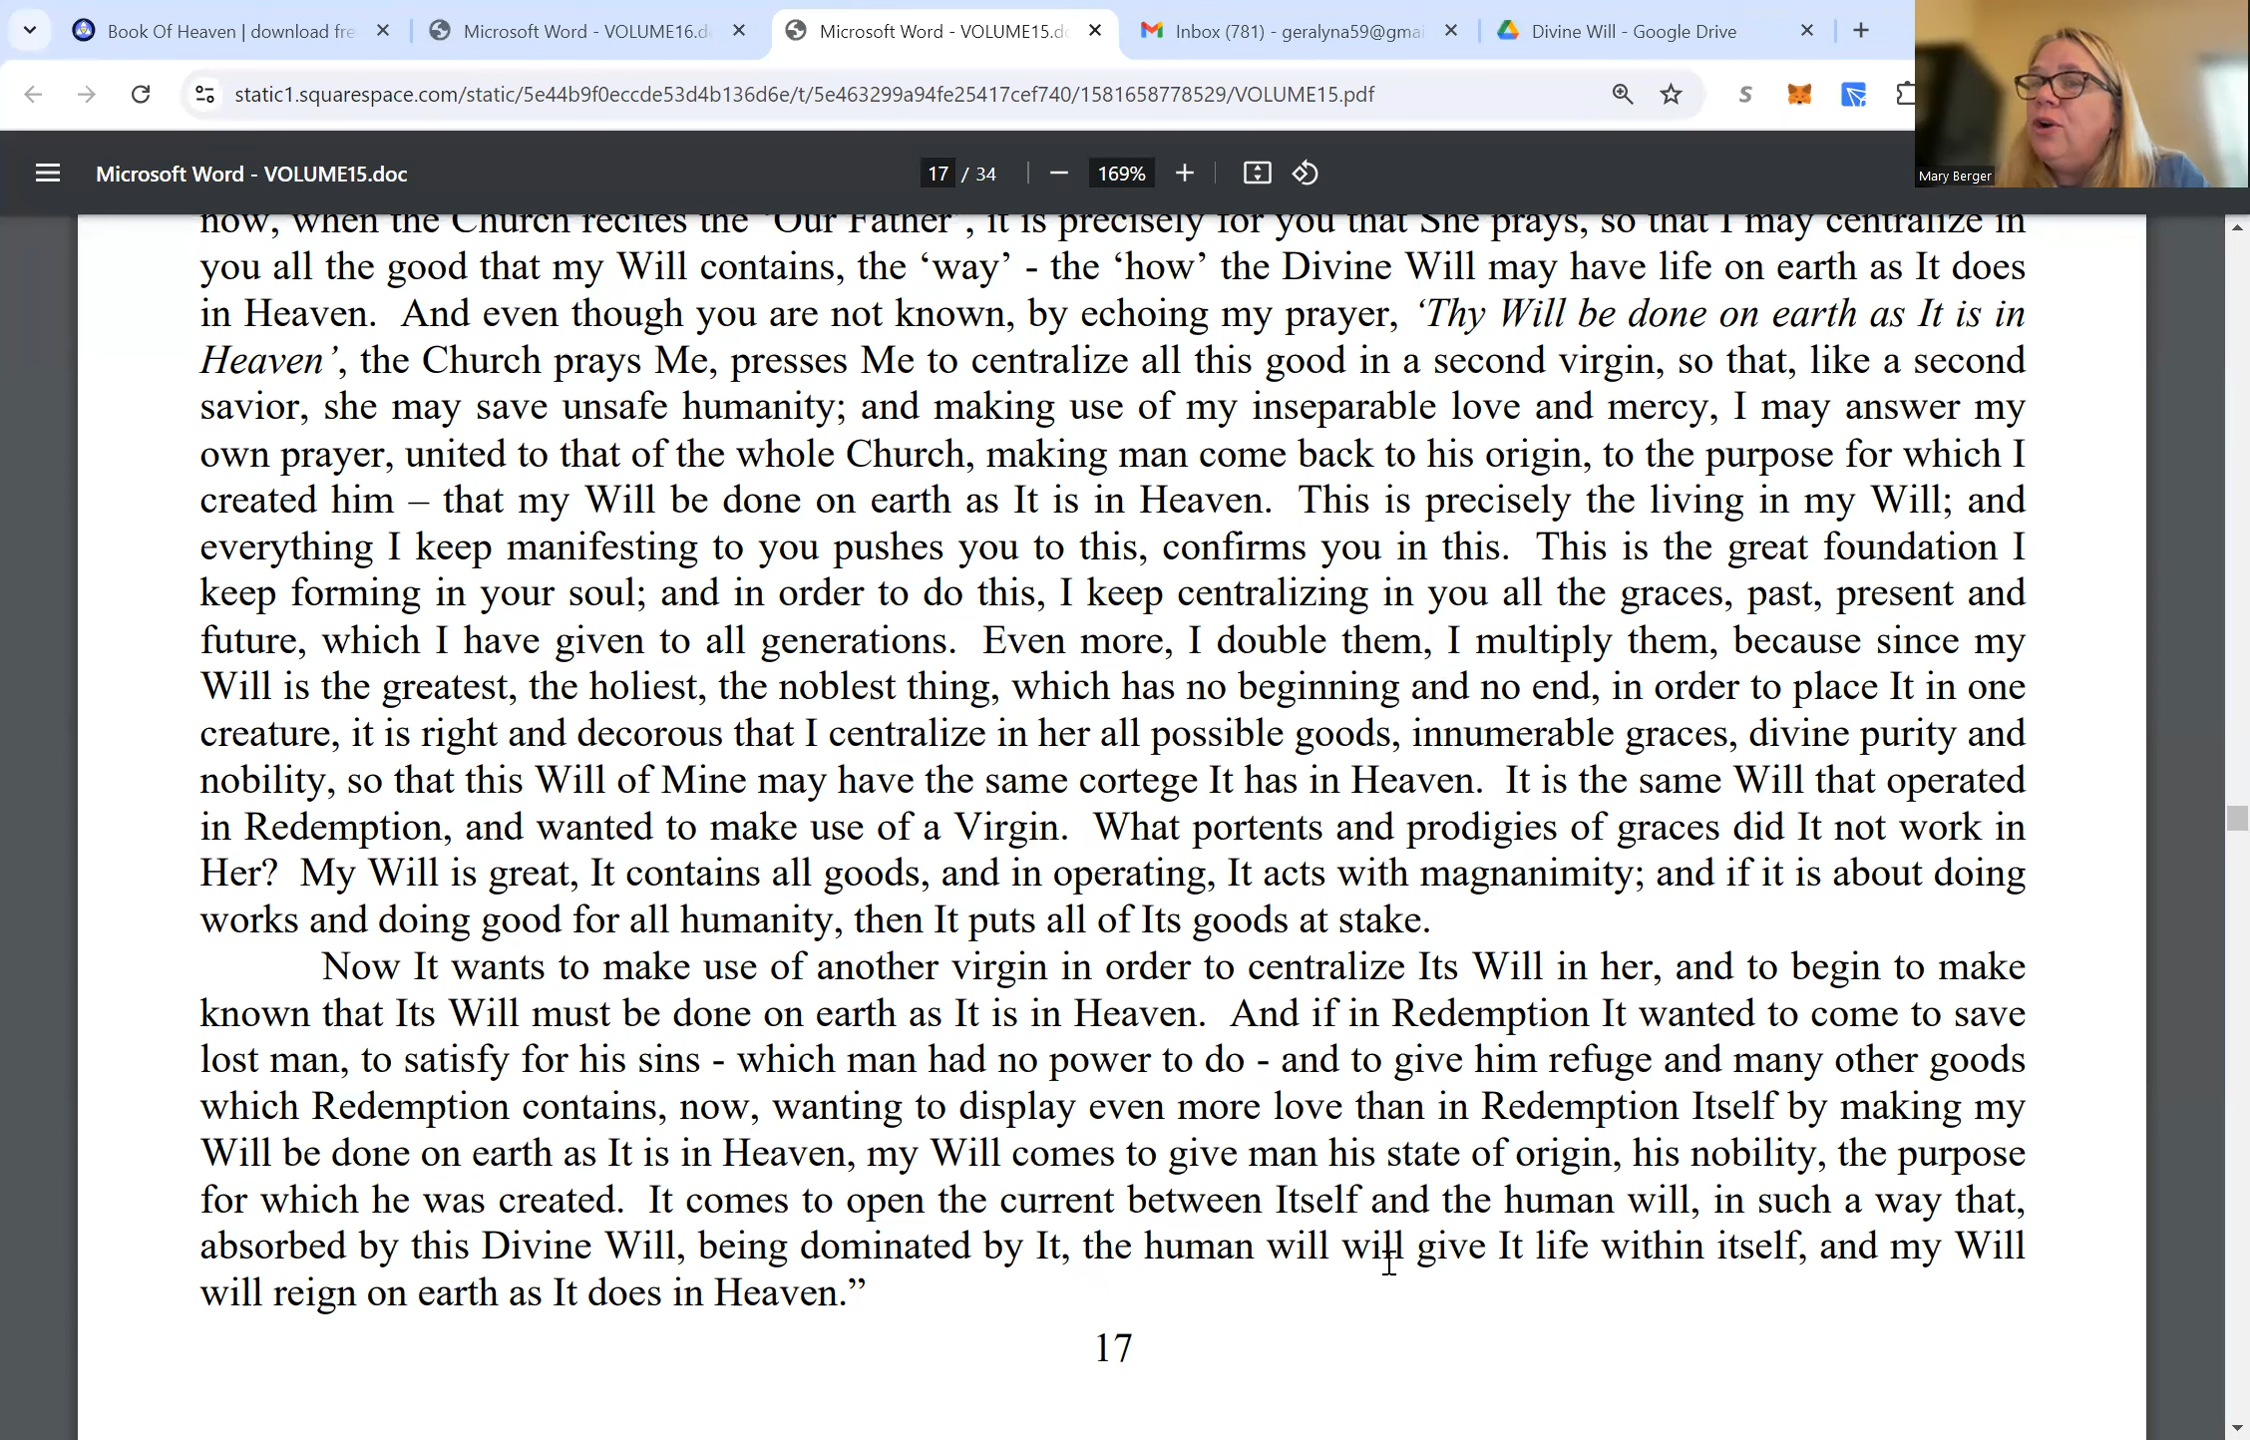 Book Of Heaven | download fre
Microsoft Word - VOLUME16.d
Microsoft Word - VOLUME15.do
Inbox (781) - geralyna59@gmai
Divine Will - Google Drive
static1.squarespace.com/static/5e44b9f0eccde53d4b136d6e/t/5e463299a94fe25417cef740/1581658778529/VOLUME15.pdf
Mary Berger
Microsoft Word - VOLUME15.doc
17 / 34
169%
now, when the Church recites the ‘Our Father’, it is precisely for you that She prays, so that I may centralize in
you all the good that my Will contains, the ‘way’ - the ‘how’ the Divine Will may have life on earth as It does
in Heaven. And even though you are not known, by echoing my prayer, ‘Thy Will be done on earth as It is in
Heaven’, the Church prays Me, presses Me to centralize all this good in a second virgin, so that, like a second
savior, she may save unsafe humanity; and making use of my inseparable love and mercy, I may answer my
own prayer, united to that of the whole Church, making man come back to his origin, to the purpose for which I
created him – that my Will be done on earth as It is in Heaven. This is precisely the living in my Will; and
everything I keep manifesting to you pushes you to this, confirms you in this. This is the great foundation I
keep forming in your soul; and in order to do this, I keep centralizing in you all the graces, past, present and
future, which I have given to all generations. Even more, I double them, I multiply them, because since my
Will is the greatest, the holiest, the noblest thing, which has no beginning and no end, in order to place It in one
creature, it is right and decorous that I centralize in her all possible goods, innumerable graces, divine purity and
nobility, so that this Will of Mine may have the same cortege It has in Heaven. It is the same Will that operated
in Redemption, and wanted to make use of a Virgin. What portents and prodigies of graces did It not work in
Her? My Will is great, It contains all goods, and in operating, It acts with magnanimity; and if it is about doing
works and doing good for all humanity, then It puts all of Its goods at stake.
Now It wants to make use of another virgin in order to centralize Its Will in her, and to begin to make
known that Its Will must be done on earth as It is in Heaven. And if in Redemption It wanted to come to save
lost man, to satisfy for his sins - which man had no power to do - and to give him refuge and many other goods
which Redemption contains, now, wanting to display even more love than in Redemption Itself by making my
Will be done on earth as It is in Heaven, my Will comes to give man his state of origin, his nobility, the purpose
for which he was created. It comes to open the current between Itself and the human will, in such a way that,
absorbed by this Divine Will, being dominated by It, the human will will give It life within itself, and my Will
will reign on earth as It does in Heaven.”
17